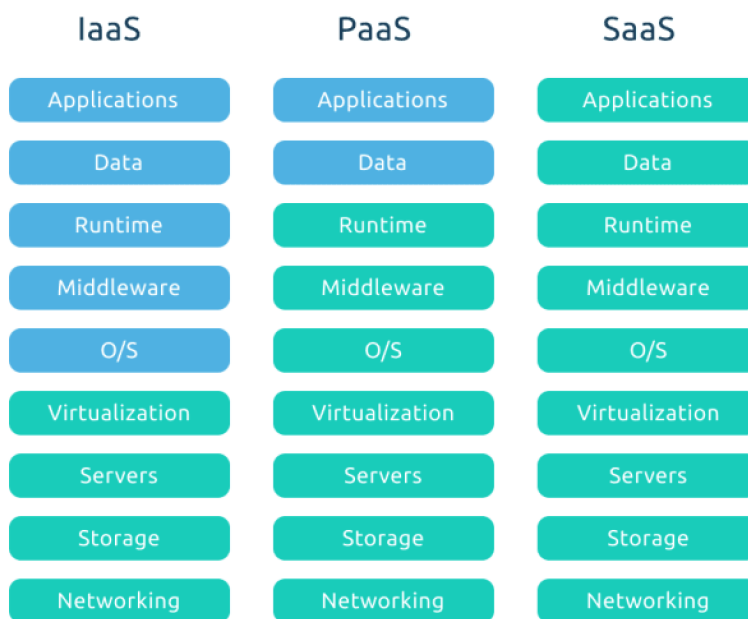 IaaS PaaS SaaS
Applications Applications Applications
Data Data Data
Runtime Runtime Runtime
Middleware Middleware Middleware
O/S O/S O/S
Virtualization Virtualization Virtualization
Servers Servers Servers
Storage Storage Storage
Networking Networking Networking